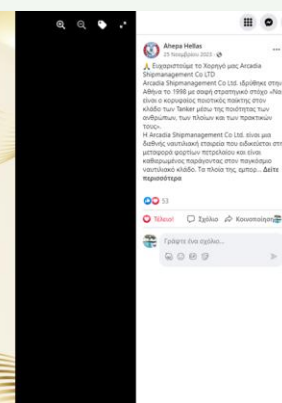 Ahepa Hellas
25 Νοεμβρίου 2023 ·
🙏 Ευχαριστούμε το Χορηγό μας Arcadia
Shipmanagement Co LTD
Arcadia Shipmanagement Co Ltd. ιδρύθηκε στην
Αθήνα το 1998 με σαφή στρατηγικό στόχο «Να
είναι ο κορυφαίος ποιοτικός παίκτης στον
κλάδο των Tanker μέσω της ποιότητας των
ανθρώπων, των πλοίων και των πρακτικών
τους».
Η Arcadia Shipmanagement Co Ltd. είναι μια
διεθνής ναυτιλιακή εταιρεία που ειδικεύεται στη
μεταφορά φορτίων πετρελαίου και είναι
καθιερωμένος παράγοντας στον παγκόσμιο
ναυτιλιακό κλάδο. Τα πλοία της, εμπορ... Δείτε
περισσότερα
53
Τέλειο! Σχόλιο Κοινοποίηση
Γράψτε ένα σχόλιο...